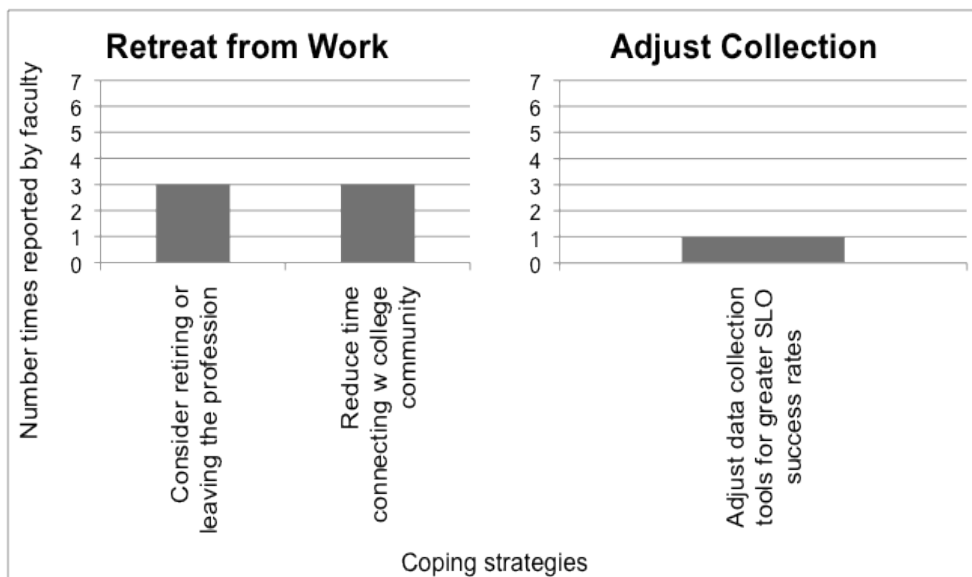 Retreat from Work
Adjust Collection
Number times reported by faculty
7
6
5
4
3
2
1
0
Consider retiring or
leaving the profession
Reduce time
connecting w college
community
7
6
5
4
3
2
1
0
Adjust data collection
tools for greater SLO
success rates
Coping strategies